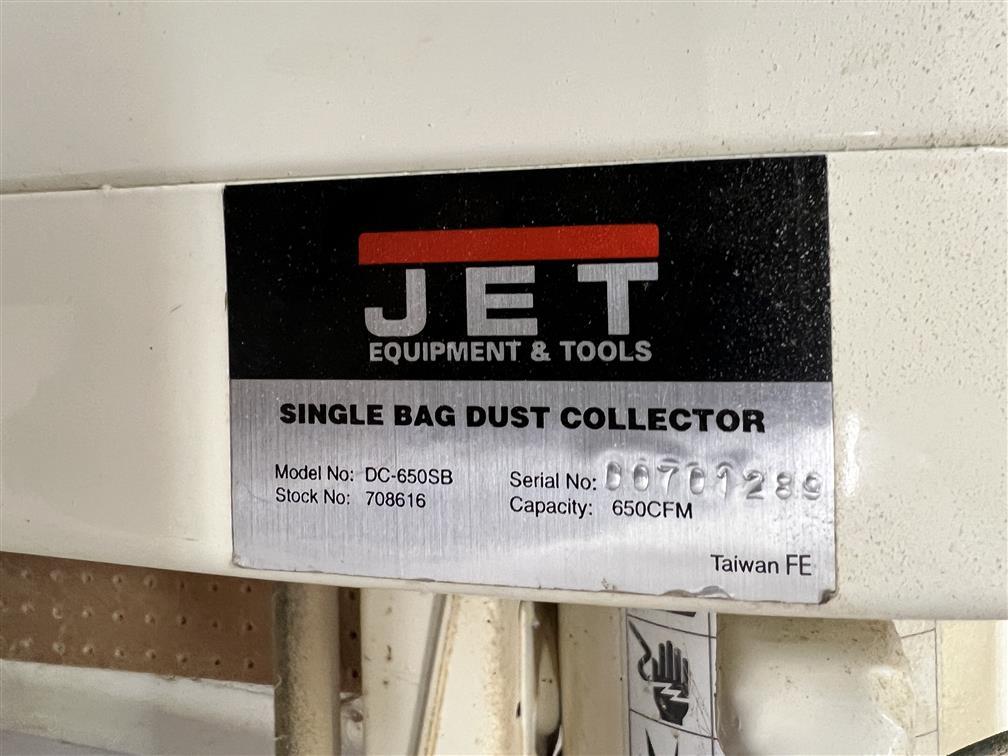 JET
EQUIPMENT & TOOLS
SINGLE BAG DUST COLLECTOR
Model No: DC-650SB
Serial No: 00701289
Stock No: 708616
Capacity: 650CFM
Taiwan FE